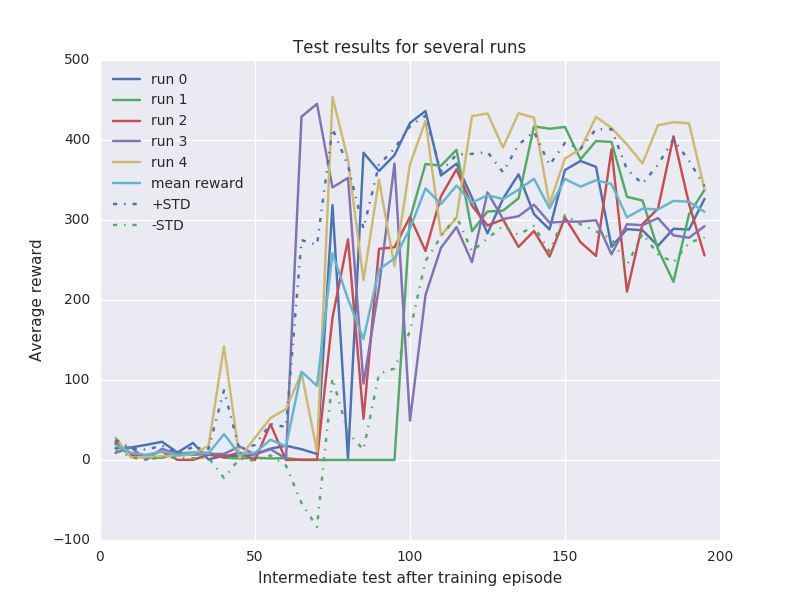 Test results for several runs
500
400
300
200
100
0
−100
run 0
run 1
run 2
run 3
run 4
mean reward
+STD
-STD
Average reward
0
50
100
150
200
Intermediate test after training episode